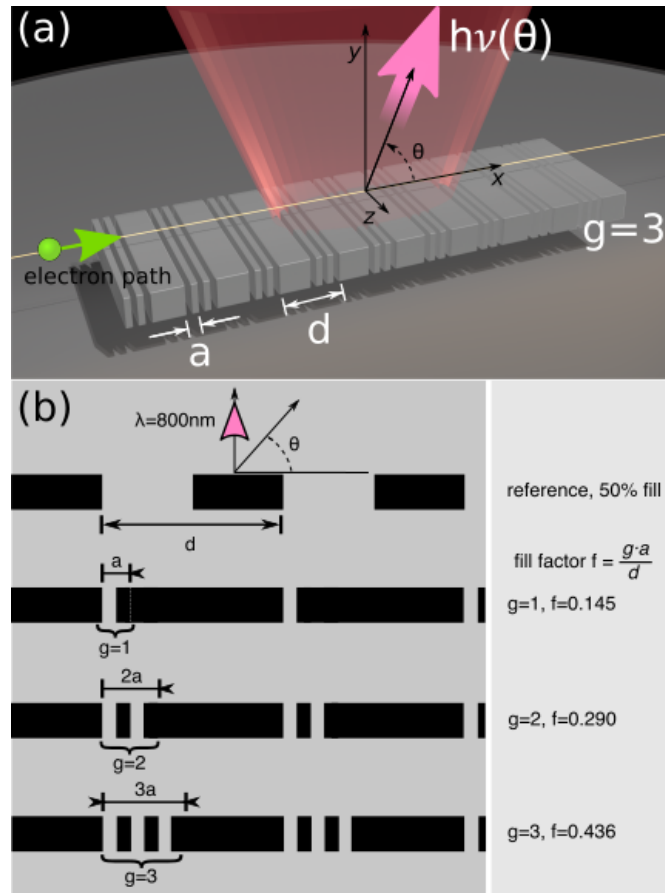 (a)
y
hν(θ)
θ
x
z
g=3
electron path
d
a
(b)
λ=800nm
θ
reference, 50% fill
d
fill factor f = g·a/d
a
g=1, f=0.145
g=1
2a
g=2, f=0.290
g=2
3a
g=3, f=0.436
g=3